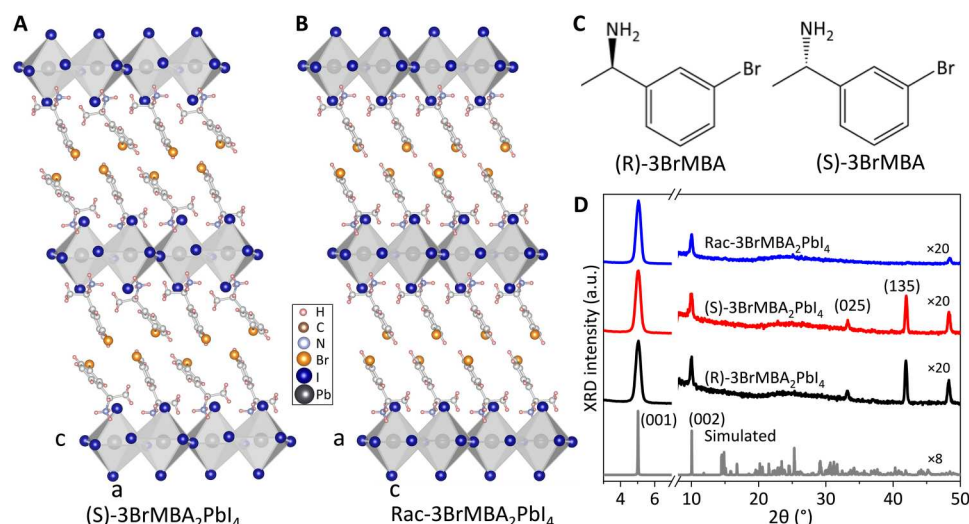 A
c
a
(S)-3BrMBA₂PbI₄
B
H
C
N
Br
I
Pb
a
c
Rac-3BrMBA₂PbI₄
C
NH₂
Br
(R)-3BrMBA
NH₂
Br
(S)-3BrMBA
D
XRD intensity (a.u.)
Rac-3BrMBA₂PbI₄
×20
(S)-3BrMBA₂PbI₄
(025)
(135)
×20
(R)-3BrMBA₂PbI₄
×20
(001)
(002)
Simulated
×8
4 6 10 20 30 40 50
2θ (°)